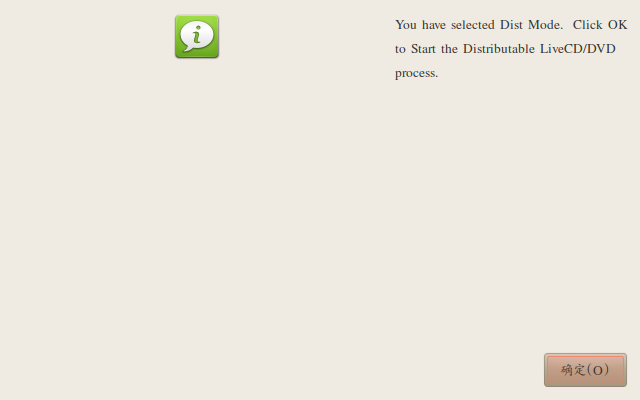 You have selected Dist Mode.  Click OK
to Start the Distributable LiveCD/DVD
process.
确定(O)